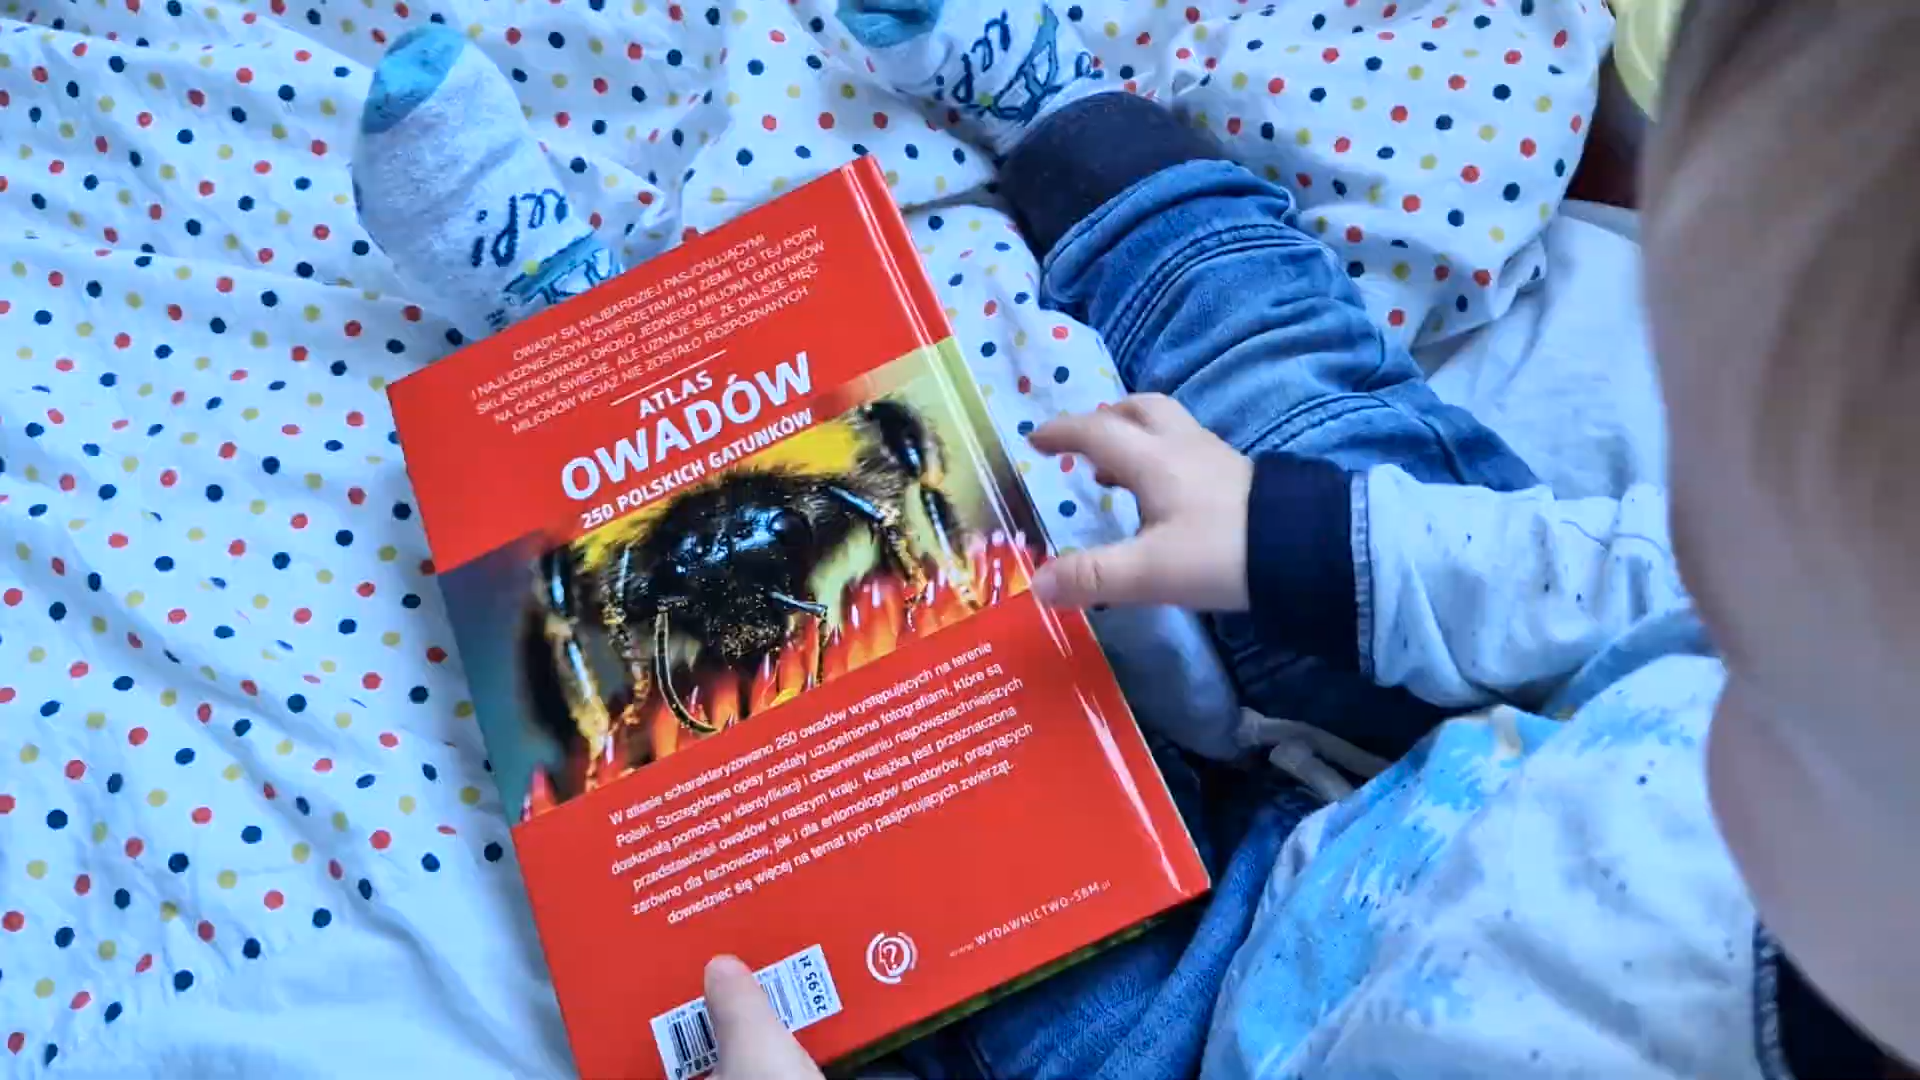 OWADY SĄ NAJBARDZIEJ PASJONUJĄCYMI
I NAJLICZNIEJSZYMI ZWIERZĘTAMI NA ZIEMI. DO TEJ PORY
SKLASYFIKOWANO OKOŁO JEDNEGO MILIONA GATUNKÓW
NA CAŁYM ŚWIECIE, ALE UZNAJE SIĘ, ŻE DALSZE PIĘĆ
MILIONÓW WCIĄŻ NIE ZOSTAŁO ROZPOZNANYCH
ATLAS
OWADÓW
250 POLSKICH GATUNKÓW
W atlasie scharakteryzowano 250 owadów występujących na terenie
Polski. Szczegółowe opisy zostały uzupełnione fotografiami, które są
doskonałą pomocą w identyfikacji i obserwowaniu najpowszechniejszych
przedstawicieli owadów w naszym kraju. Książka jest przeznaczona
zarówno dla fachowców, jak i dla entomologów amatorów, pragnących
dowiedzieć się więcej na temat tych pasjonujących zwierząt.
www.WYDAWNICTWO-SBM.pl
29,95 zł